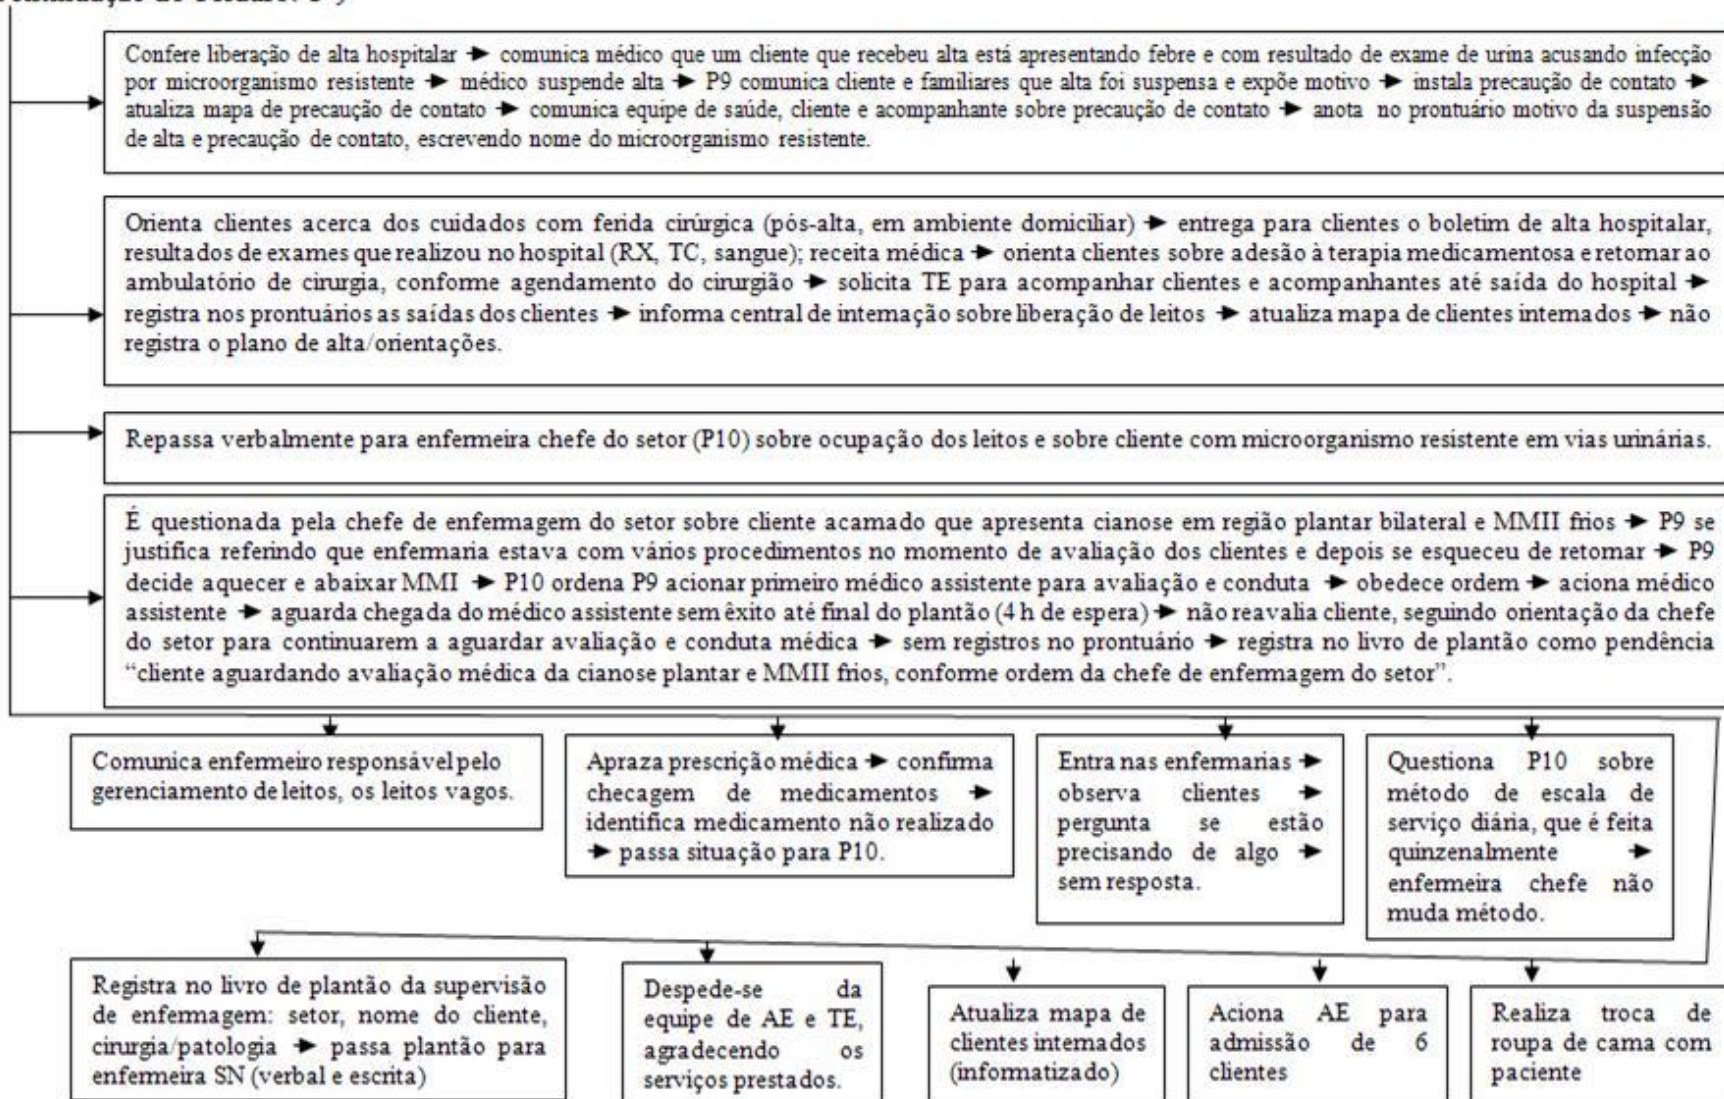 Confere liberação de alta hospitalar → comunica médico que um cliente que recebeu alta está apresentando febre e com resultado de exame de urina acusando infecção
por microorganismo resistente → médico suspende alta → P9 comunica cliente e familiares que alta foi suspensa e expõe motivo → instala precaução de contato →
atualiza mapa de precaução de contato → comunica equipe de saúde, cliente e acompanhante sobre precaução de contato → anota no prontuário motivo da suspensão
de alta e precaução de contato, escrevendo nome do microorganismo resistente.
Orienta clientes acerca dos cuidados com ferida cirúrgica (pós-alta, em ambiente domiciliar) → entrega para clientes o boletim de alta hospitalar,
resultados de exames que realizou no hospital (RX, TC, sangue); receita médica → orienta clientes sobre adesão à terapia medicamentosa e retornar ao
ambulatório de cirurgia, conforme agendamento do cirurgião → solicita TE para acompanhar clientes e acompanhantes até saída do hospital →
registra nos prontuários as saídas dos clientes → informa central de internação sobre liberação de leitos → atualiza mapa de clientes internados → não
registra o plano de alta/orientações.
Repassa verbalmente para enfermeira chefe do setor (P10) sobre ocupação dos leitos e sobre cliente com microorganismo resistente em vias urinárias.
É questionada pela chefe de enfermagem do setor sobre cliente acamado que apresenta cianose em região plantar bilateral e MMII frios → P9 se
justifica referindo que enfermaria estava com vários procedimentos no momento de avaliação dos clientes e depois se esqueceu de retomar → P9
decide aquecer e abaixar MMI → P10 ordena P9 acionar primeiro médico assistente para avaliação e conduta → obedece ordem → aciona médico
assistente → aguarda chegada do médico assistente sem êxito até final do plantão (4 h de espera) → não reavalia cliente, seguindo orientação da chefe
do setor para continuarem a aguardar avaliação e conduta médica → sem registros no prontuário → registra no livro de plantão como pendência
“cliente aguardando avaliação médica da cianose plantar e MMII frios, conforme ordem da chefe de enfermagem do setor”.
Comunica enfermeiro responsável pelo
gerenciamento de leitos, os leitos vagos.
Apraza prescrição médica → confirma
checagem de medicamentos →
identifica medicamento não realizado
→ passa situação para P10.
Entra nas enfermarias →
observa clientes →
pergunta se estão
precisando de algo →
sem resposta.
Questiona P10 sobre
método de escala de
serviço diária, que é feita
quinzenalmente →
enfermeira chefe não
muda método.
Registra no livro de plantão da supervisão
de enfermagem: setor, nome do cliente,
cirurgia/patologia → passa plantão para
enfermeira SN (verbal e escrita)
Despede-se da
equipe de AE e TE,
agradecendo os
serviços prestados.
Atualiza mapa de
clientes internados
(informatizado)
Aciona AE para
admissão de 6
clientes
Realiza troca de
roupa de cama com
paciente